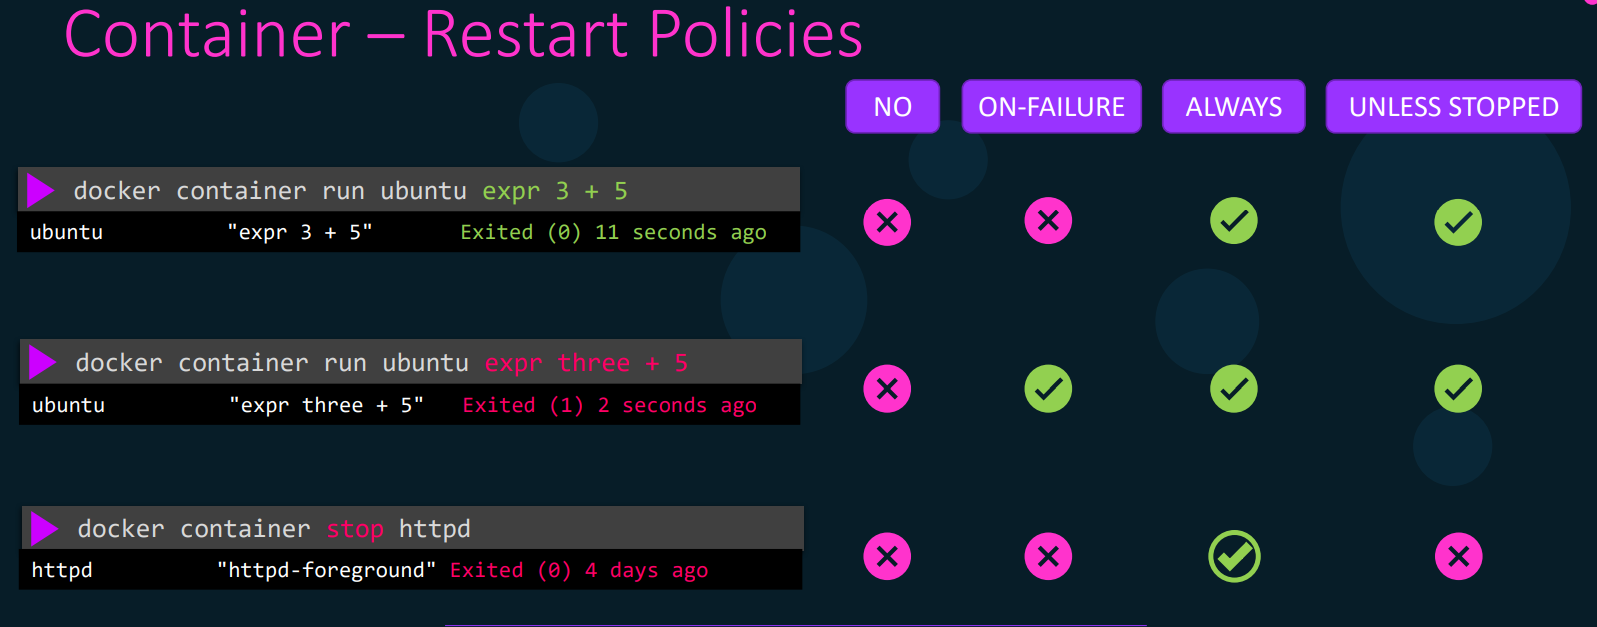 Container – Restart Policies
NO ON-FAILURE ALWAYS UNLESS STOPPED
docker container run ubuntu expr 3 + 5
ubuntu "expr 3 + 5" Exited (0) 11 seconds ago
docker container run ubuntu expr three + 5
ubuntu "expr three + 5" Exited (1) 2 seconds ago
docker container stop httpd
httpd "httpd-foreground" Exited (0) 4 days ago